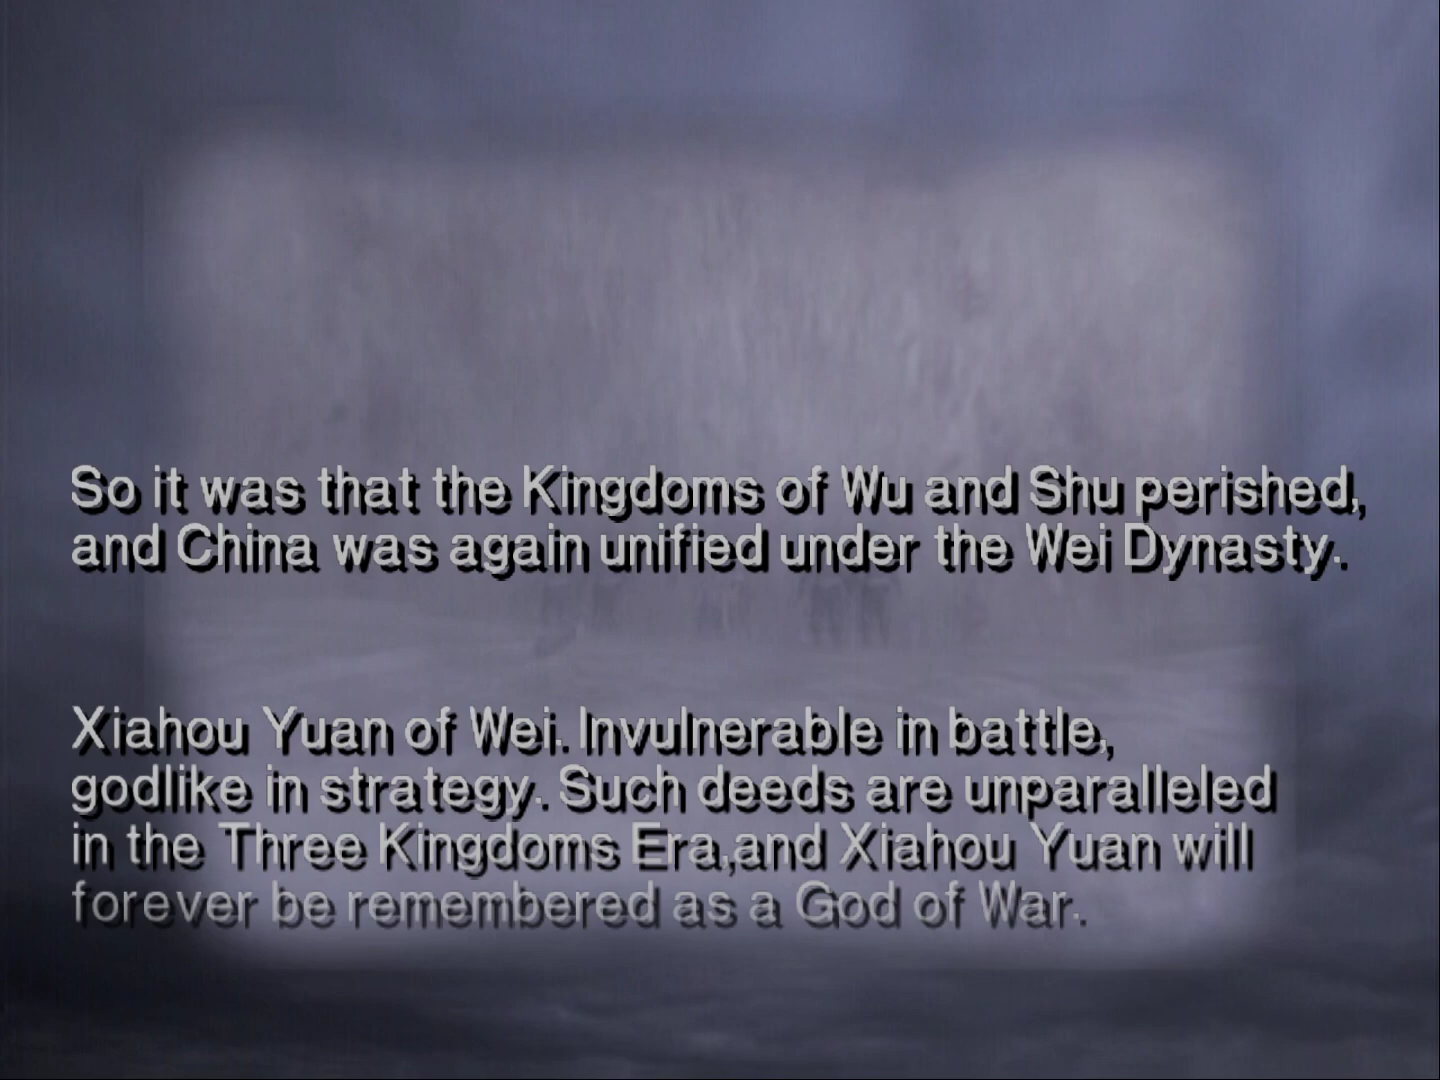 So it was that the Kingdoms of Wu and Shu perished,
and China was again unified under the Wei Dynasty.
Xiahou Yuan of Wei. Invulnerable in battle,
godlike in strategy. Such deeds are unparalleled
in the Three Kingdoms Era,and Xiahou Yuan will
forever be remembered as a God of War.